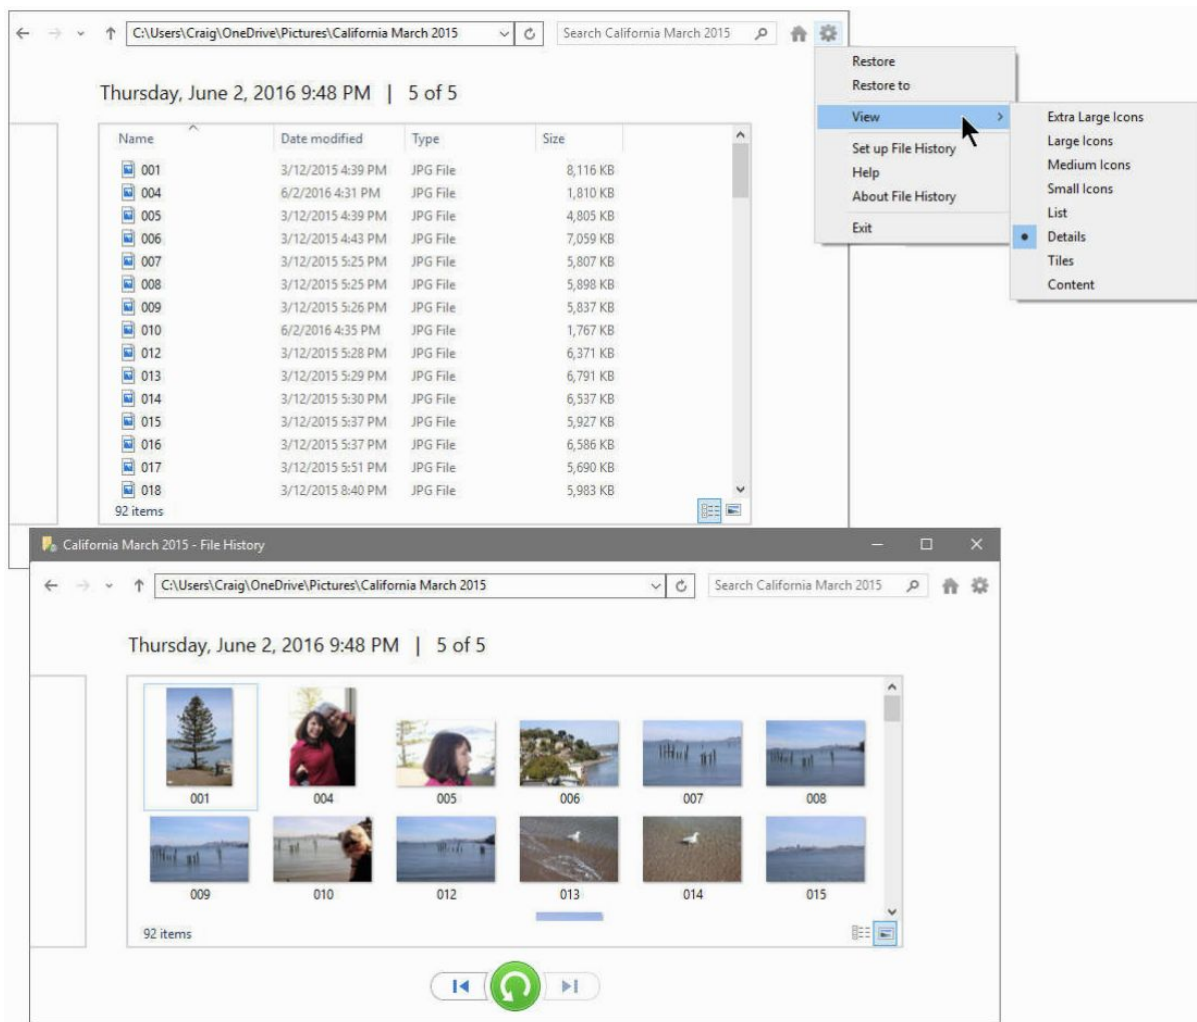 C:\Users\Craig\OneDrive\Pictures\California March 2015
Search California March 2015
Thursday, June 2, 2016 9:48 PM | 5 of 5
Name Date modified Type Size
001 3/12/2015 4:39 PM JPG File 8,116 KB
004 6/2/2016 4:31 PM JPG File 1,810 KB
005 3/12/2015 4:39 PM JPG File 4,805 KB
006 3/12/2015 4:43 PM JPG File 7,059 KB
007 3/12/2015 5:25 PM JPG File 5,807 KB
008 3/12/2015 5:25 PM JPG File 5,898 KB
009 3/12/2015 5:26 PM JPG File 5,837 KB
010 6/2/2016 4:35 PM JPG File 1,767 KB
012 3/12/2015 5:28 PM JPG File 6,371 KB
013 3/12/2015 5:29 PM JPG File 6,791 KB
014 3/12/2015 5:30 PM JPG File 6,537 KB
015 3/12/2015 5:37 PM JPG File 5,927 KB
016 3/12/2015 5:37 PM JPG File 6,586 KB
017 3/12/2015 5:51 PM JPG File 5,690 KB
018 3/12/2015 8:40 PM JPG File 5,983 KB
92 items
Restore
Restore to
View
Set up File History
Help
About File History
Exit
Extra Large Icons
Large Icons
Medium Icons
Small Icons
List
Details
Tiles
Content
California March 2015 - File History
C:\Users\Craig\OneDrive\Pictures\California March 2015
Search California March 2015
Thursday, June 2, 2016 9:48 PM | 5 of 5
001 004 005 006 007 008
009 010 012 013 014 015
92 items